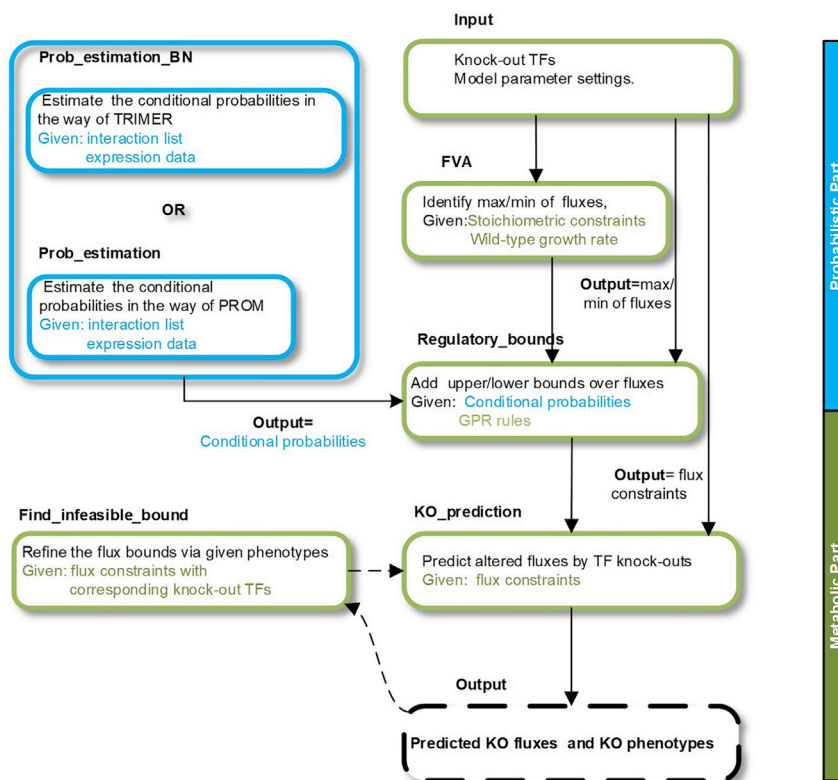 Input
Knock-out TFs
Model parameter settings.
Prob_estimation_BN
Estimate the conditional probabilities in
the way of TRIMER
Given: interaction list
expression data
OR
Prob_estimation
Estimate the conditional
probabilities in the way of PROM
Given: interaction list
expression data
FVA
Identify max/min of fluxes,
Given:Stoichiometric constraints
Wild-type growth rate
Output=max/
min of fluxes
Regulatory_bounds
Add upper/lower bounds over fluxes
Given: Conditional probabilities
GPR rules
Output=
Conditional probabilities
Output= flux
constraints
Find_infeasible_bound
Refine the flux bounds via given phenotypes
Given: flux constraints with
corresponding knock-out TFs
KO_prediction
Predict altered fluxes by TF knock-outs
Given: flux constraints
Output
Predicted KO fluxes and KO phenotypes
Probabilistic Part
Metabolic Part